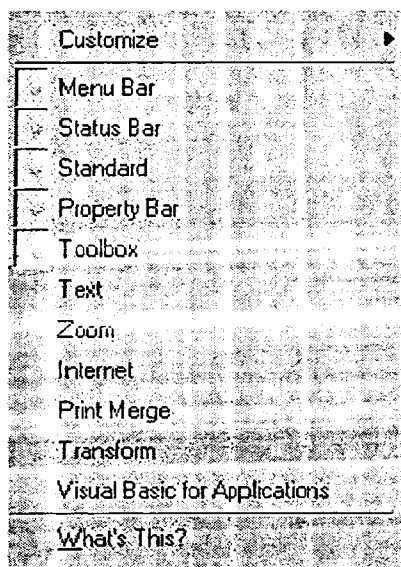 Customize
Menu Bar
Status Bar
Standard
Property Bar
Toolbox
Text
Zoom
Internet
Print Merge
Transform
Visual Basic for Applications
What's This?